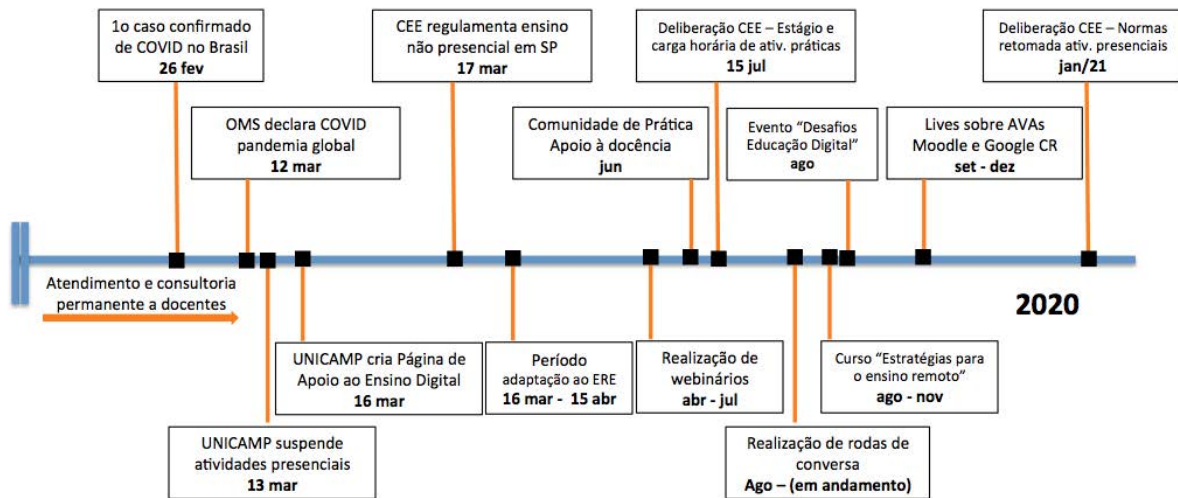 1o caso confirmado
de COVID no Brasil
26 fev
CEE regulamenta ensino
não presencial em SP
17 mar
Deliberação CEE – Estágio e
carga horária de ativ. práticas
15 jul
Deliberação CEE – Normas
retomada ativ. presenciais
jan/21
OMS declara COVID
pandemia global
12 mar
Comunidade de Prática
Apoio à docência
jun
Evento “Desafios
Educação Digital”
ago
Lives sobre AVAs
Moodle e Google CR
set - dez
Atendimento e consultoria
permanente a docentes
2020
UNICAMP cria Página de
Apoio ao Ensino Digital
16 mar
Período
adaptação ao ERE
16 mar - 15 abr
Realização de
webinários
abr - jul
Curso “Estratégias para
o ensino remoto”
ago - nov
UNICAMP suspende
atividades presenciais
13 mar
Realização de rodas de
conversa
Ago – (em andamento)